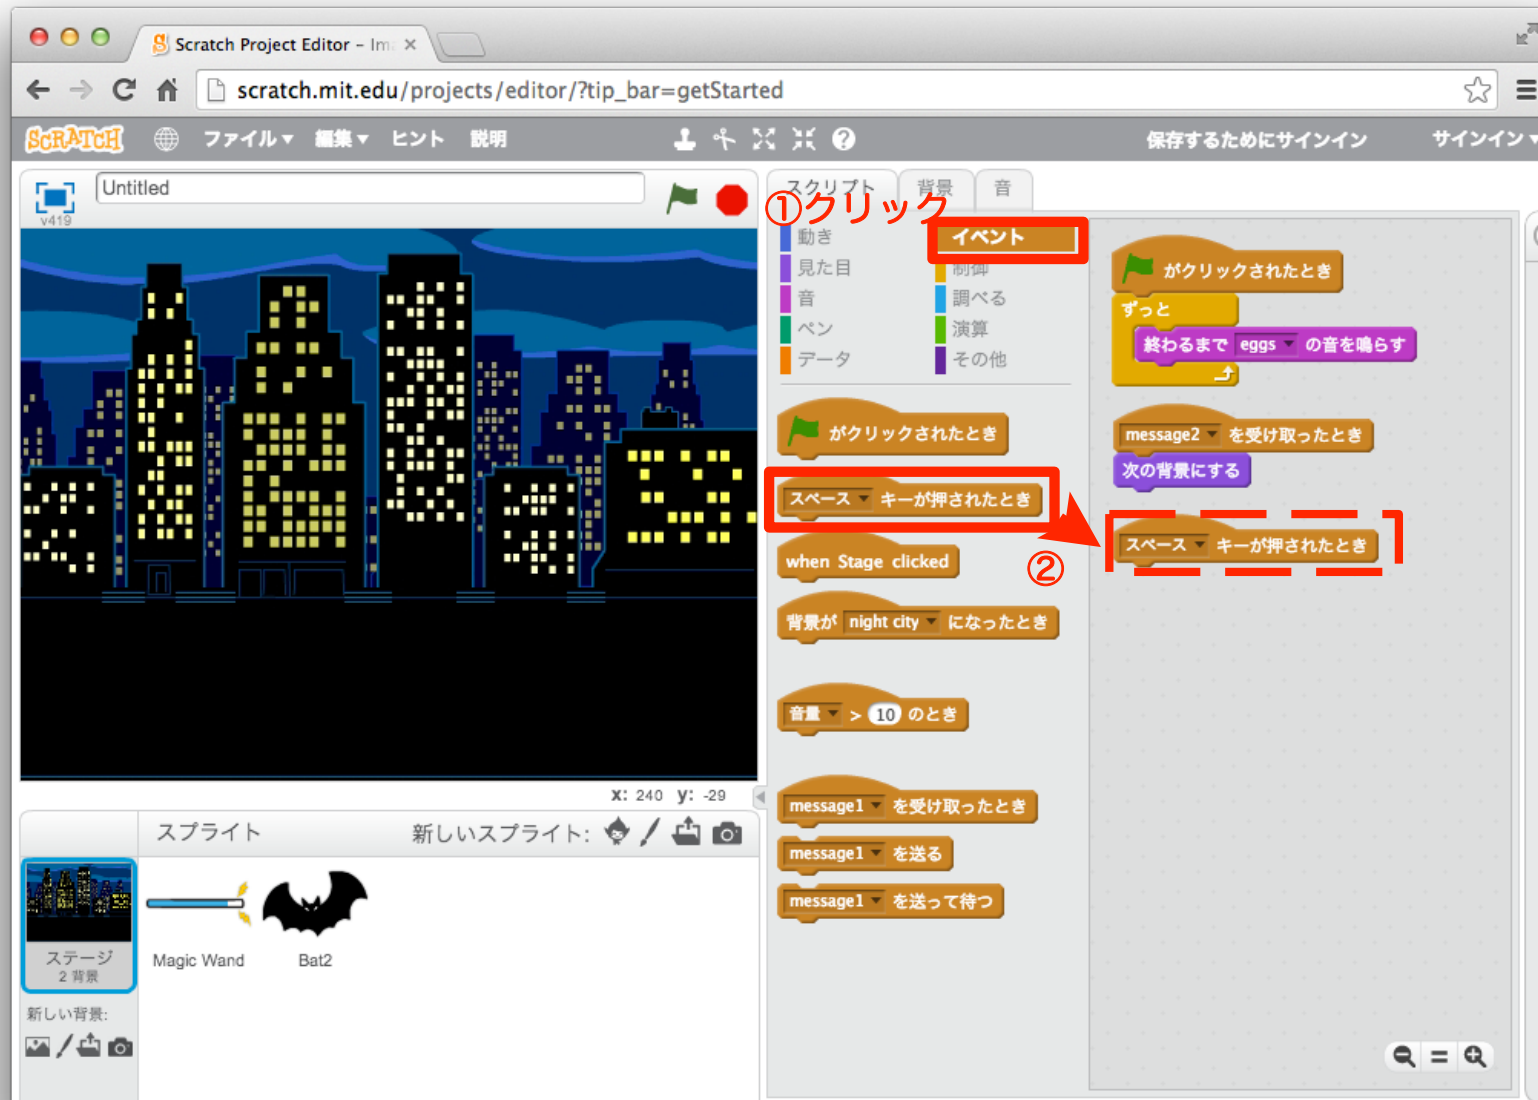 Scratch Project Editor – Im
scratch.mit.edu/projects/editor/?tip_bar=getStarted
SCRATCH ファイル▼ 編集▼ ヒント 説明 保存するためにサインイン サインイン▼
Untitled
v419
スクリプト 背景 音
①クリック
動き イベント
見た目 制御
音 調べる
ペン 演算
データ その他
がクリックされたとき
スペース キーが押されたとき
when Stage clicked
背景が night city になったとき
音量 > 10 のとき
message1 を受け取ったとき
message1 を送る
message1 を送って待つ
②
がクリックされたとき
ずっと
終わるまで eggs の音を鳴らす
message2 を受け取ったとき
次の背景にする
スペース キーが押されたとき
x: 240 y: -29
スプライト 新しいスプライト:
ステージ
2 背景
Magic Wand Bat2
新しい背景: